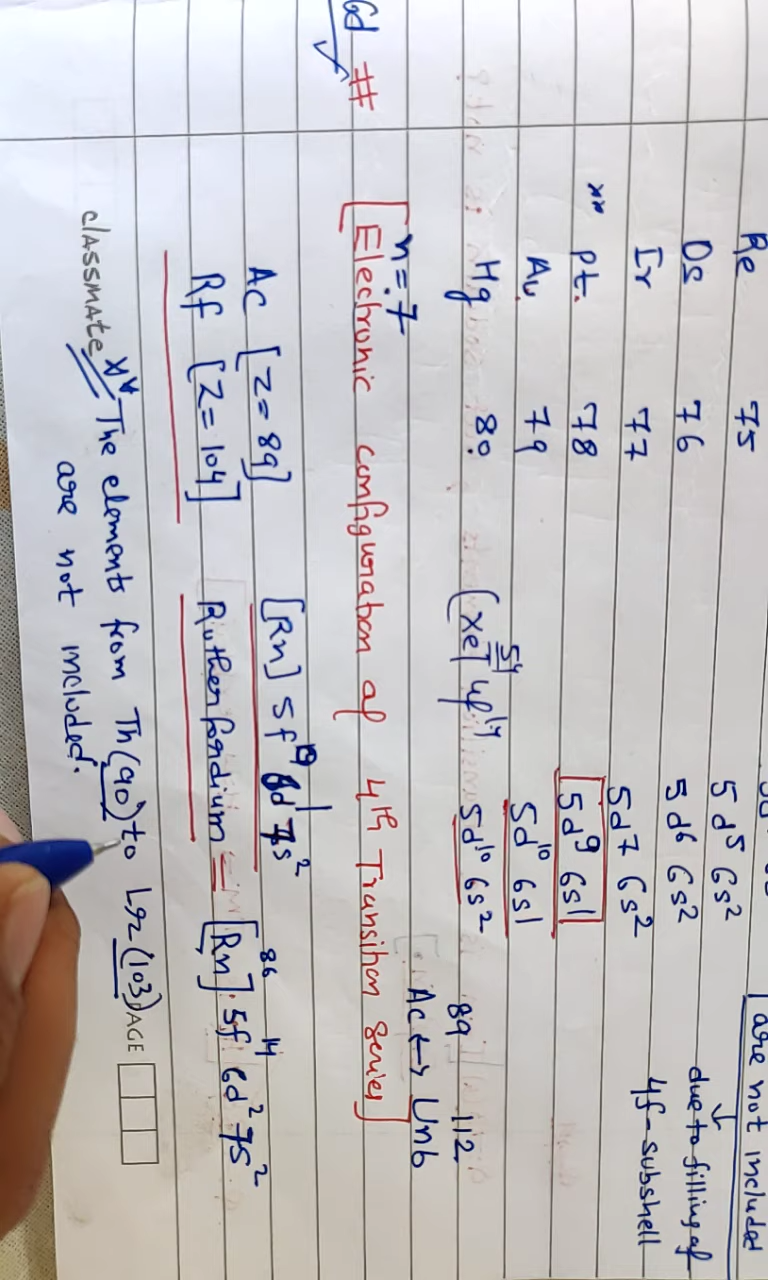 are not included
Re 75 5d⁵ 6s²
↓
Os 76 5d⁶ 6s² due to filling of
Ir 77 5d⁷ 6s² 4f-subshell
** Pt. 78 5d⁹ 6s¹
Au 79 5d¹⁰ 6s¹
Hg 80 [Xe]⁵⁴ 4f¹⁴ 5d¹⁰ 6s² 89 112
n=7 Ac ↔ Unb
6d # [Electronic configuration of 4th Transition series]
Ac [Z=89] [Rn] 5f 6d¹ 7s²
Rf [Z=104] Rutherfordium = [Rn]⁸⁶ 5f¹⁴ 6d² 7s²
classmate ** The elements from Th(90) to Lr(103) PAGE
are not included.